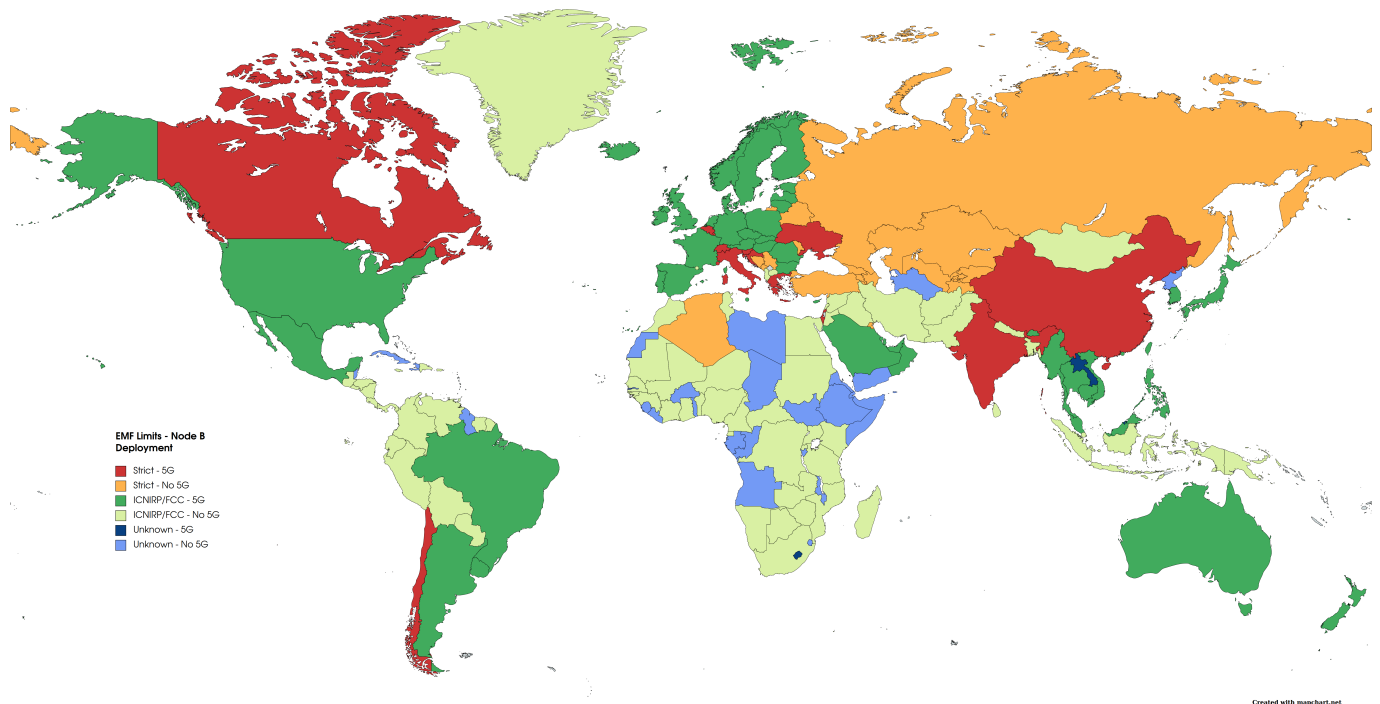 EMF Limits - Node B
Deployment
Strict - 5G
Strict - No 5G
ICNIRP/FCC - 5G
ICNIRP/FCC - No 5G
Unknown - 5G
Unknown - No 5G
Created with mapchart.net